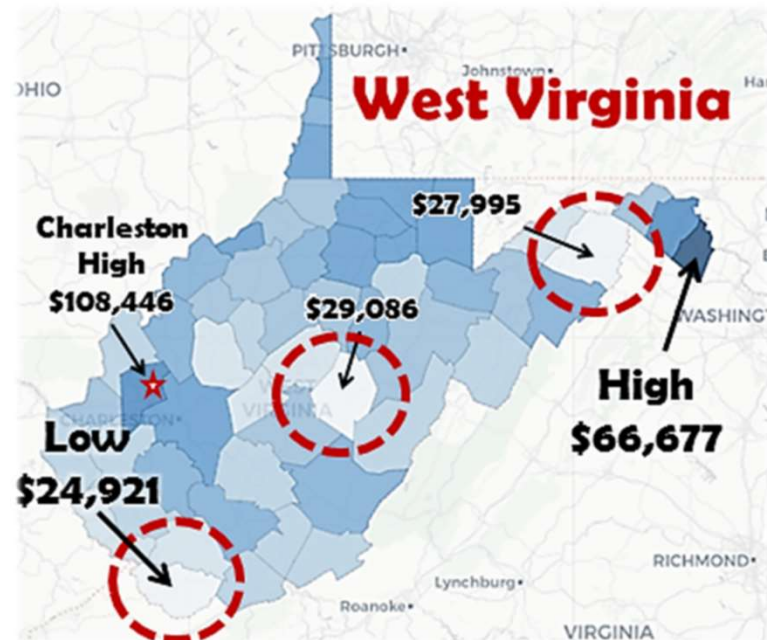 PITTSBURGH
Johnstown
OHIO
West Virginia
$27,995
Charleston
High
$108,446
$29,086
WASHINGT
High
$66,677
WEST
VIRGINIA
CHARLESTON
Low
$24,921
RICHMOND
Lynchburg
Roanoke
VIRGINIA